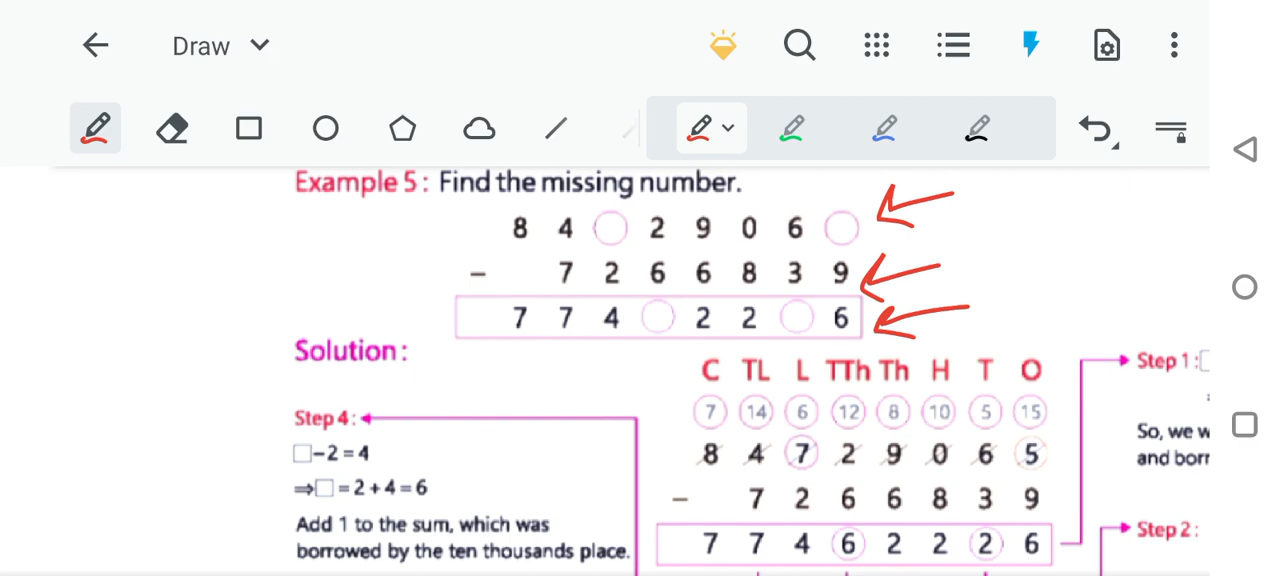 Draw
Example 5 : Find the missing number.
8 4 2 9 0 6
– 7 2 6 6 8 3 9
7 7 4 2 2 6
Solution :
C TL L TTh Th H T O
7 14 6 12 8 10 5 15
8 4 7 2 9 0 6 5
– 7 2 6 6 8 3 9
7 7 4 6 2 2 2 6
Step 4 :
□ – 2 = 4
⇒ □ = 2 + 4 = 6
Add 1 to the sum, which was
borrowed by the ten thousands place.
Step 1 :
So, we w
and borr
Step 2 :